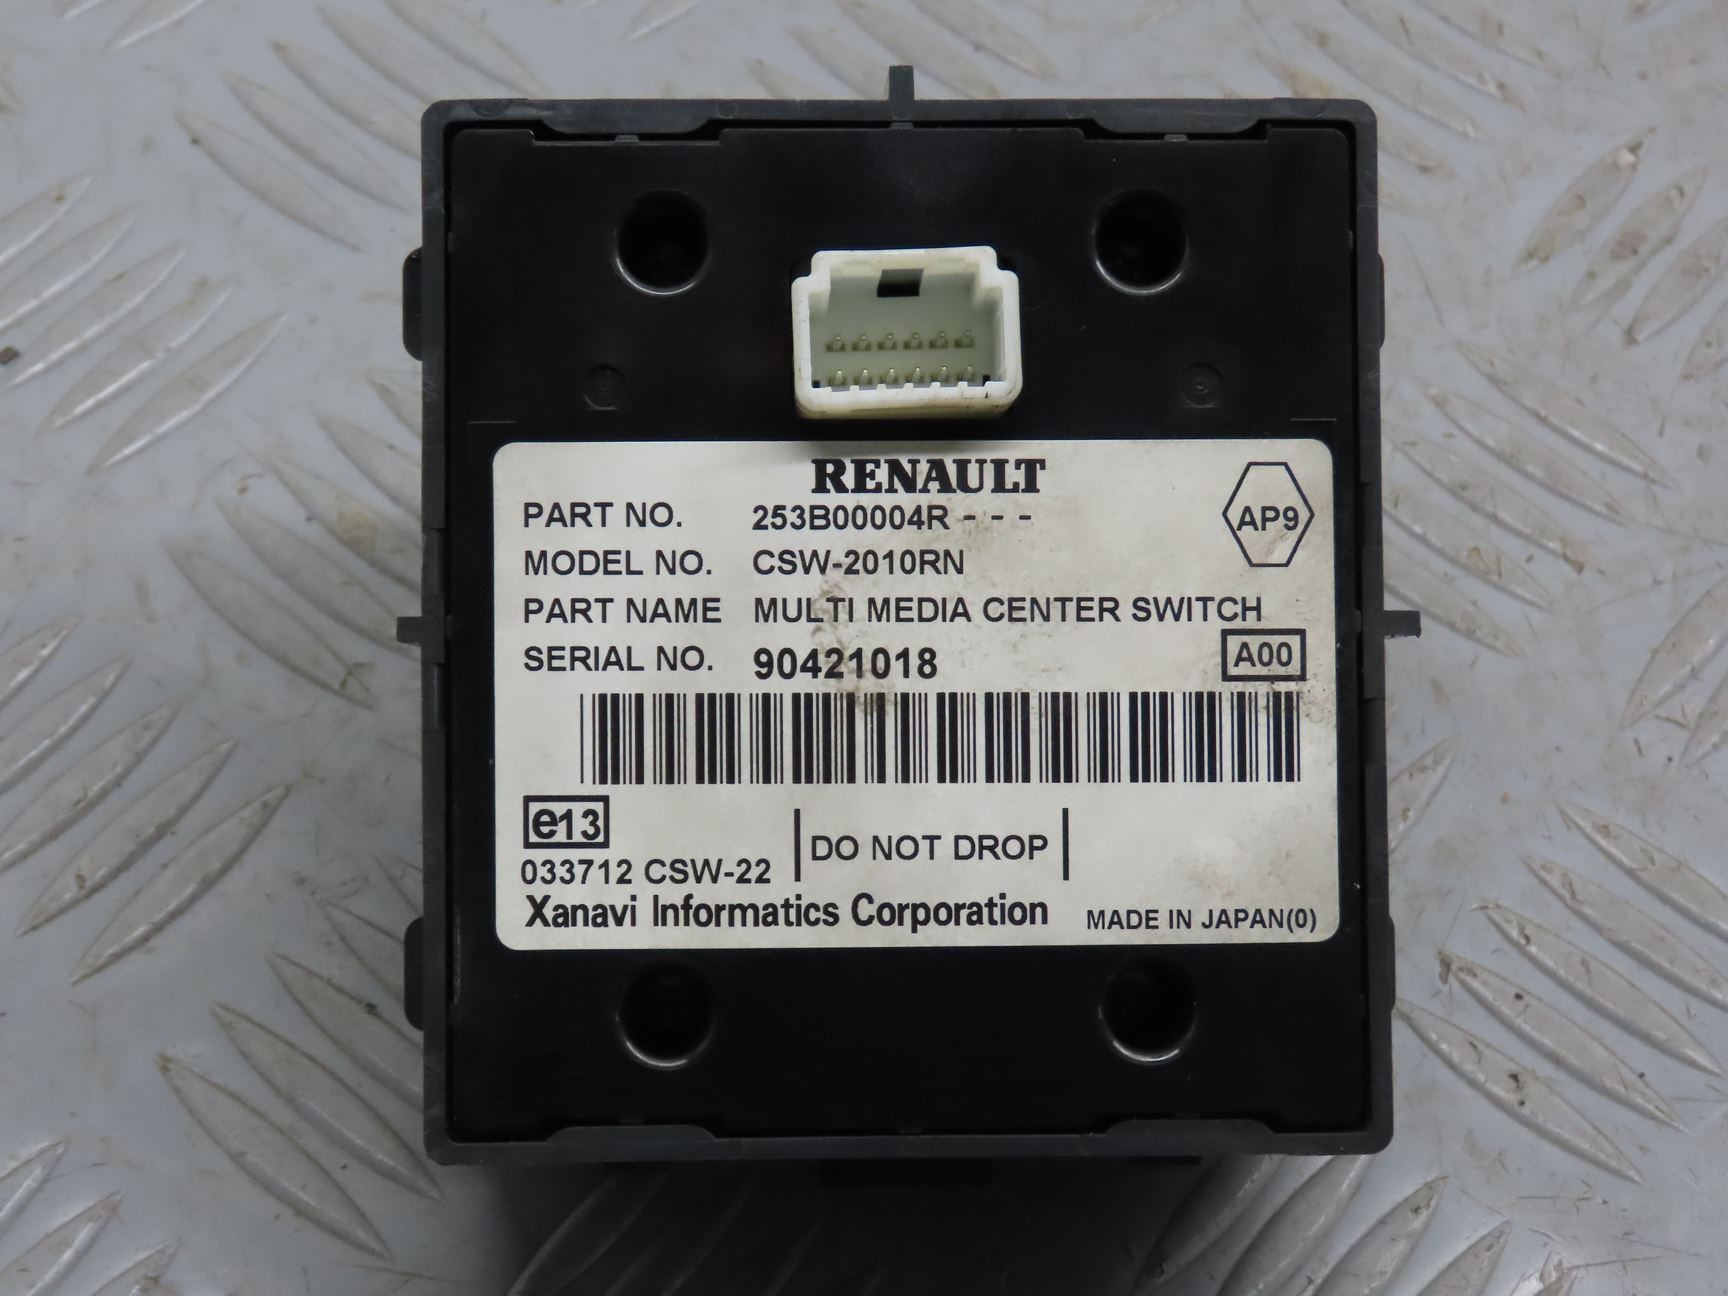 RENAULT
PART NO. 253B00004R - - -
AP9
MODEL NO. CSW-2010RN
PART NAME MULTI MEDIA CENTER SWITCH
SERIAL NO. 90421018
A00
e13
DO NOT DROP
033712 CSW-22
Xanavi Informatics Corporation
MADE IN JAPAN(0)